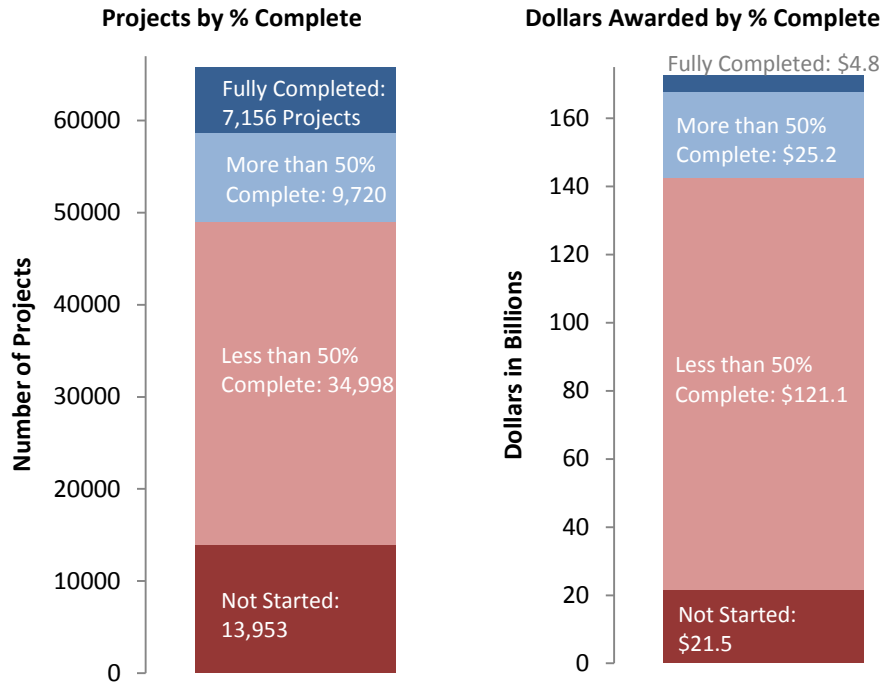 Projects by % Complete
Number of Projects
60000
50000
40000
30000
20000
10000
0
Fully Completed:
7,156 Projects
More than 50%
Complete: 9,720
Less than 50%
Complete: 34,998
Not Started:
13,953
Dollars Awarded by % Complete
Dollars in Billions
160
140
120
100
80
60
40
20
0
Fully Completed: $4.8
More than 50%
Complete: $25.2
Less than 50%
Complete: $121.1
Not Started:
$21.5